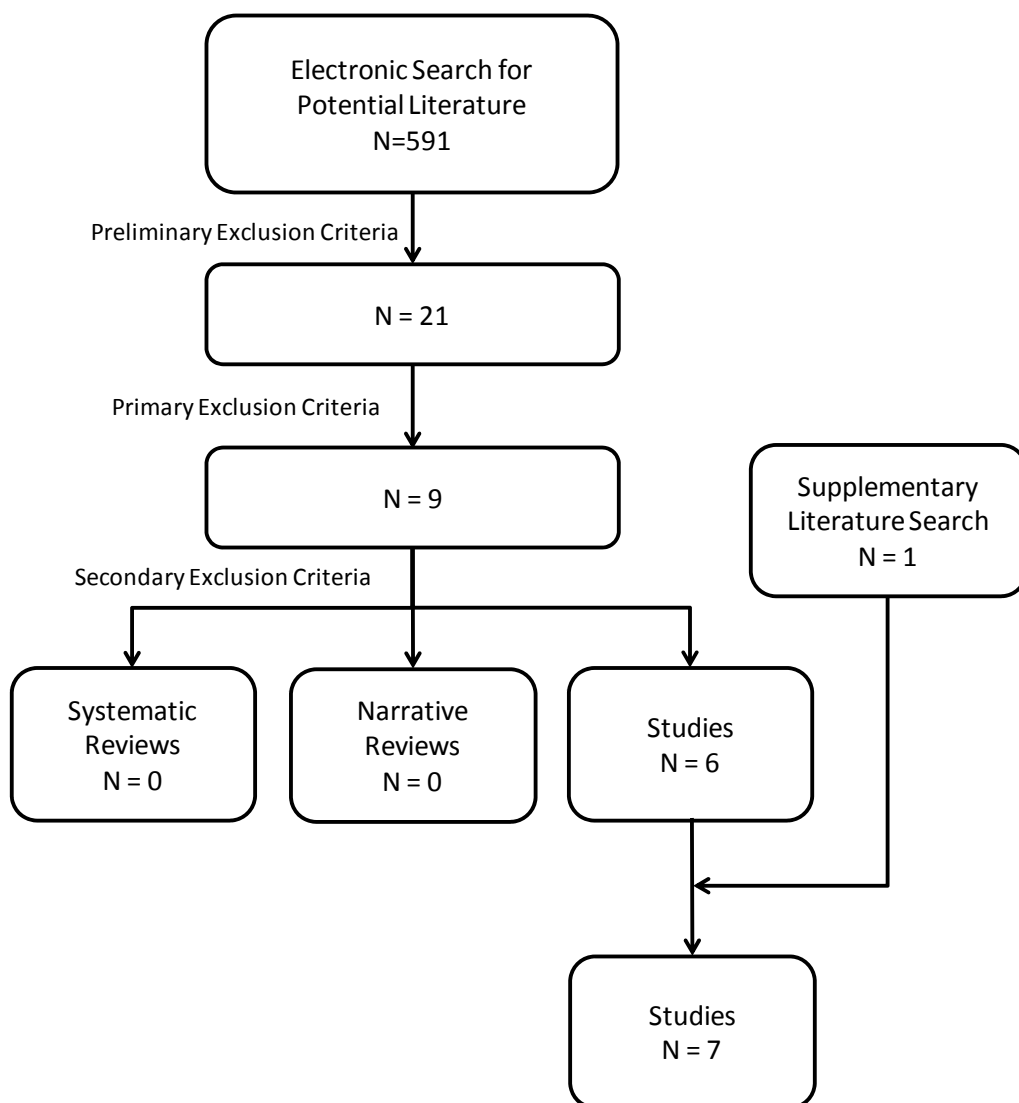 Electronic Search for
Potential Literature
N=591
Preliminary Exclusion Criteria
N = 21
Primary Exclusion Criteria
N = 9
Supplementary
Literature Search
N = 1
Secondary Exclusion Criteria
Systematic
Reviews
N = 0
Narrative
Reviews
N = 0
Studies
N = 6
Studies
N = 7